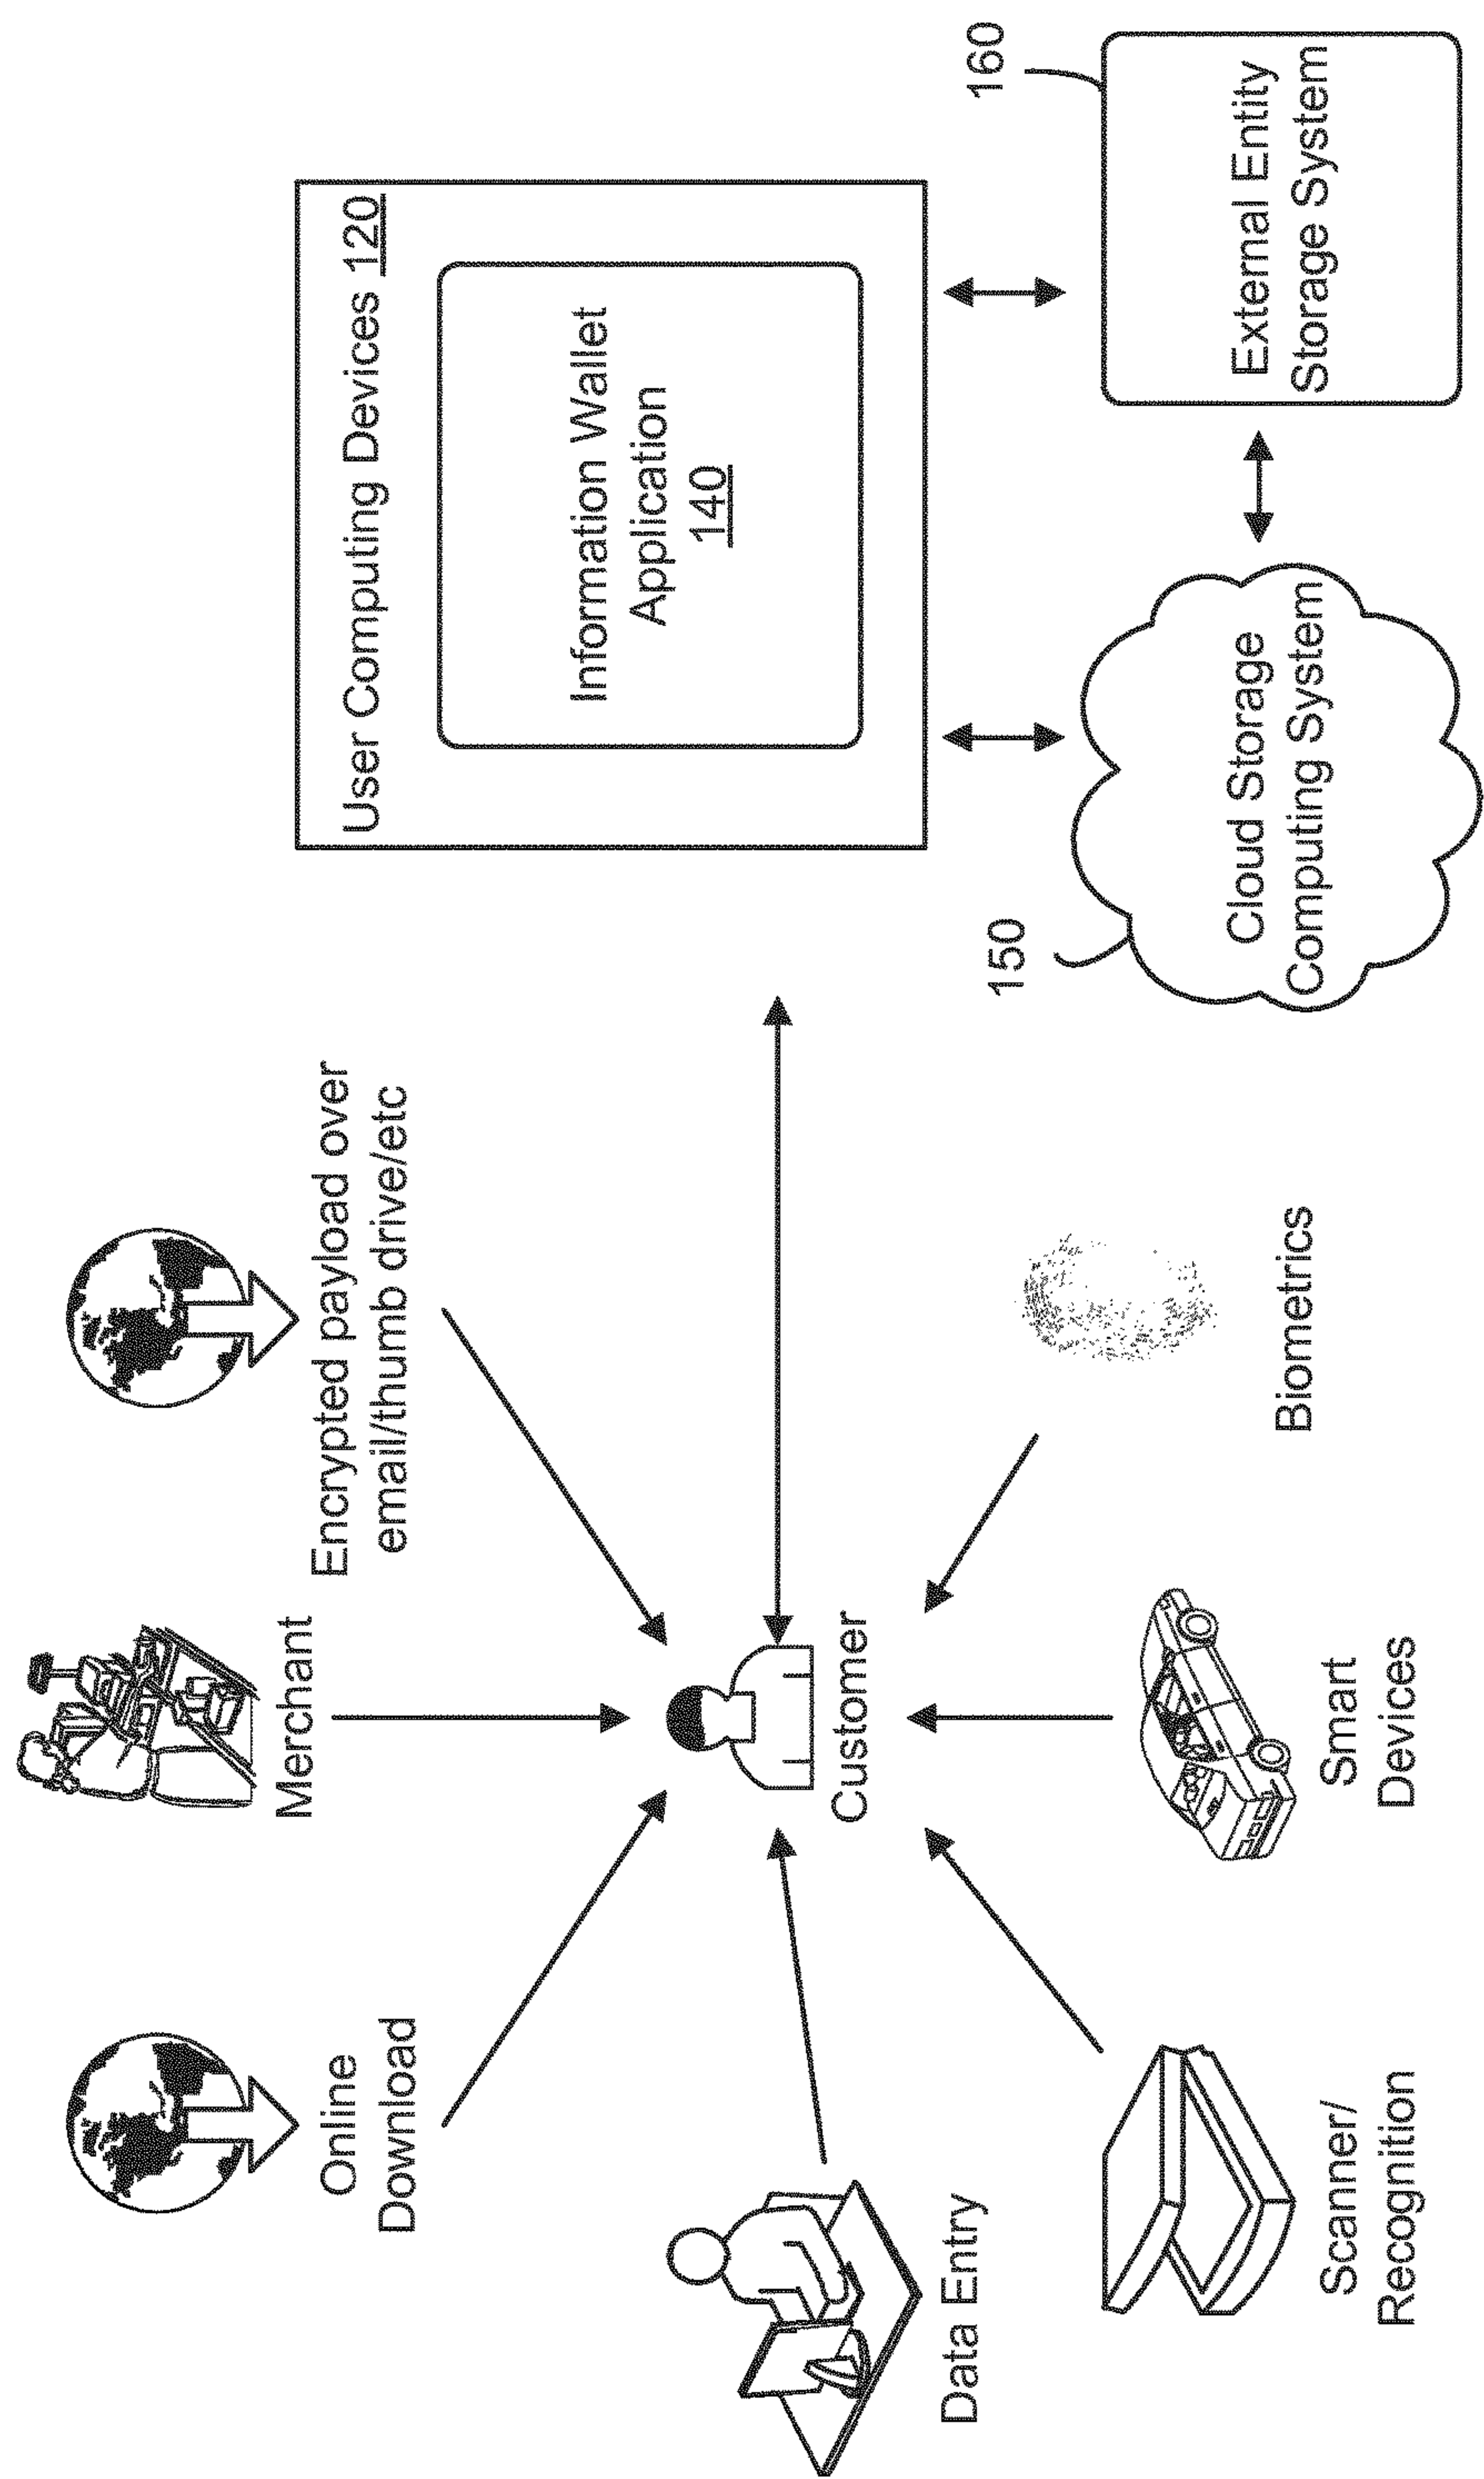 Online
Download
Merchant
Encrypted payload over
email/thumb drive/etc
Data Entry
Customer
Scanner/
Recognition
Smart
Devices
Biometrics
User Computing Devices 120
Information Wallet
Application
140
150
Cloud Storage
Computing System
160
External Entity
Storage System